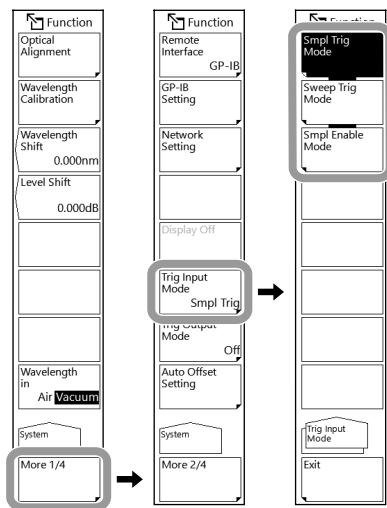 Function
Optical
Alignment
Wavelength
Calibration
Wavelength
Shift
0.000nm
Level Shift
0.000dB
Wavelength
in
Air Vacuum
System
More 1/4
Function
Remote
Interface
GP-IB
GP-IB
Setting
Network
Setting
Display Off
Trig Input
Mode
Smpl Trig
Trig Output
Mode
Off
Auto Offset
Setting
System
More 2/4
Function
Smpl Trig
Mode
Sweep Trig
Mode
Smpl Enable
Mode
Trig Input
Mode
Exit